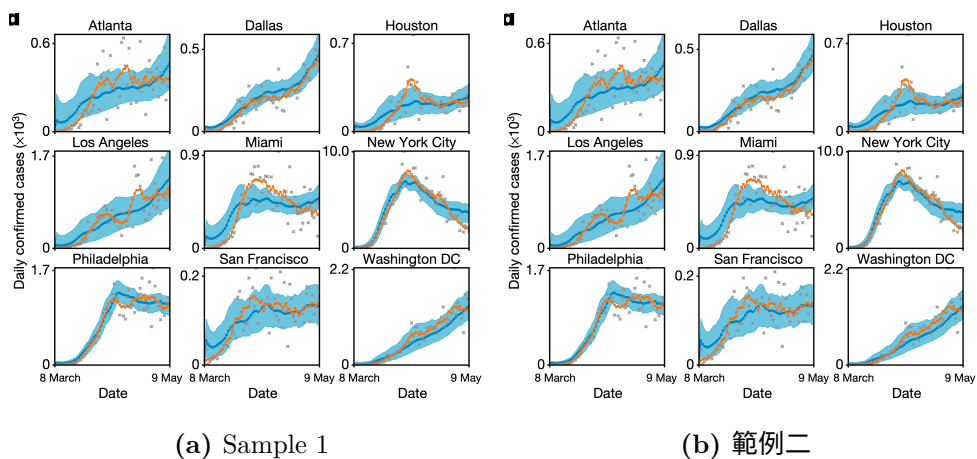 a
Daily confirmed cases (×10³)
Atlanta
0.6
0
Dallas
0.5
0
Houston
0.7
0
Los Angeles
1.7
0
Miami
0.9
0
New York City
10.0
0
Philadelphia
1.7
0
8 March
9 May
Date
San Francisco
0.2
0
8 March
9 May
Date
Washington DC
2.2
0
8 March
9 May
Date
(a) Sample 1
a
Daily confirmed cases (×10³)
Atlanta
0.6
0
Dallas
0.5
0
Houston
0.7
0
Los Angeles
1.7
0
Miami
0.9
0
New York City
10.0
0
Philadelphia
1.7
0
8 March
9 May
Date
San Francisco
0.2
0
8 March
9 May
Date
Washington DC
2.2
0
8 March
9 May
Date
(b) 範例二